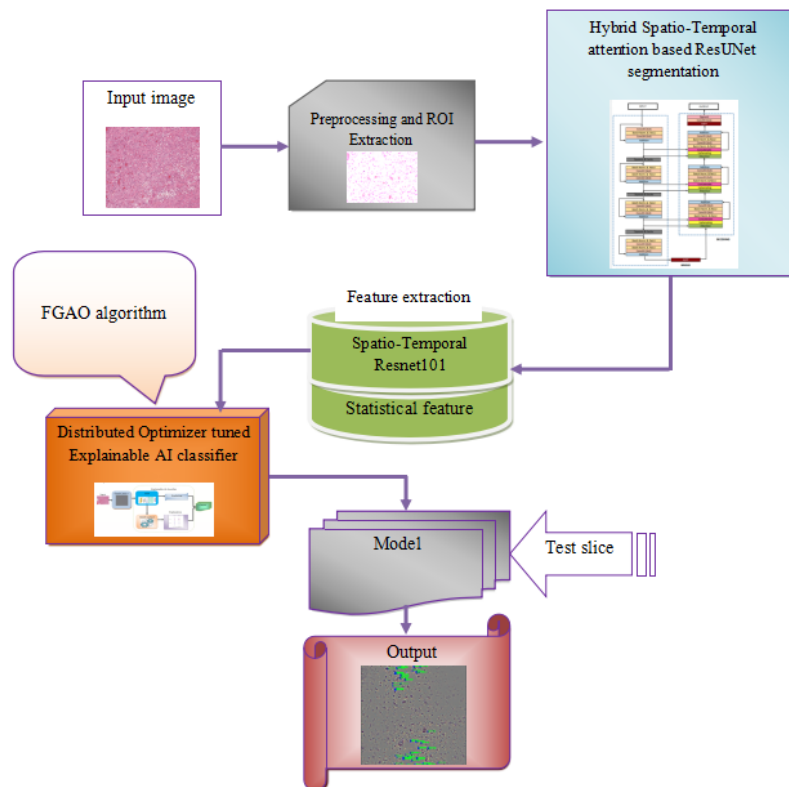 Input image
Preprocessing and ROI
Extraction
Hybrid Spatio-Temporal
attention based ResUNet
segmentation
FGAO algorithm
Feature extraction
Spatio-Temporal
Resnet101
Statistical feature
Distributed Optimizer tuned
Explainable AI classifier
Model
Test slice
Output